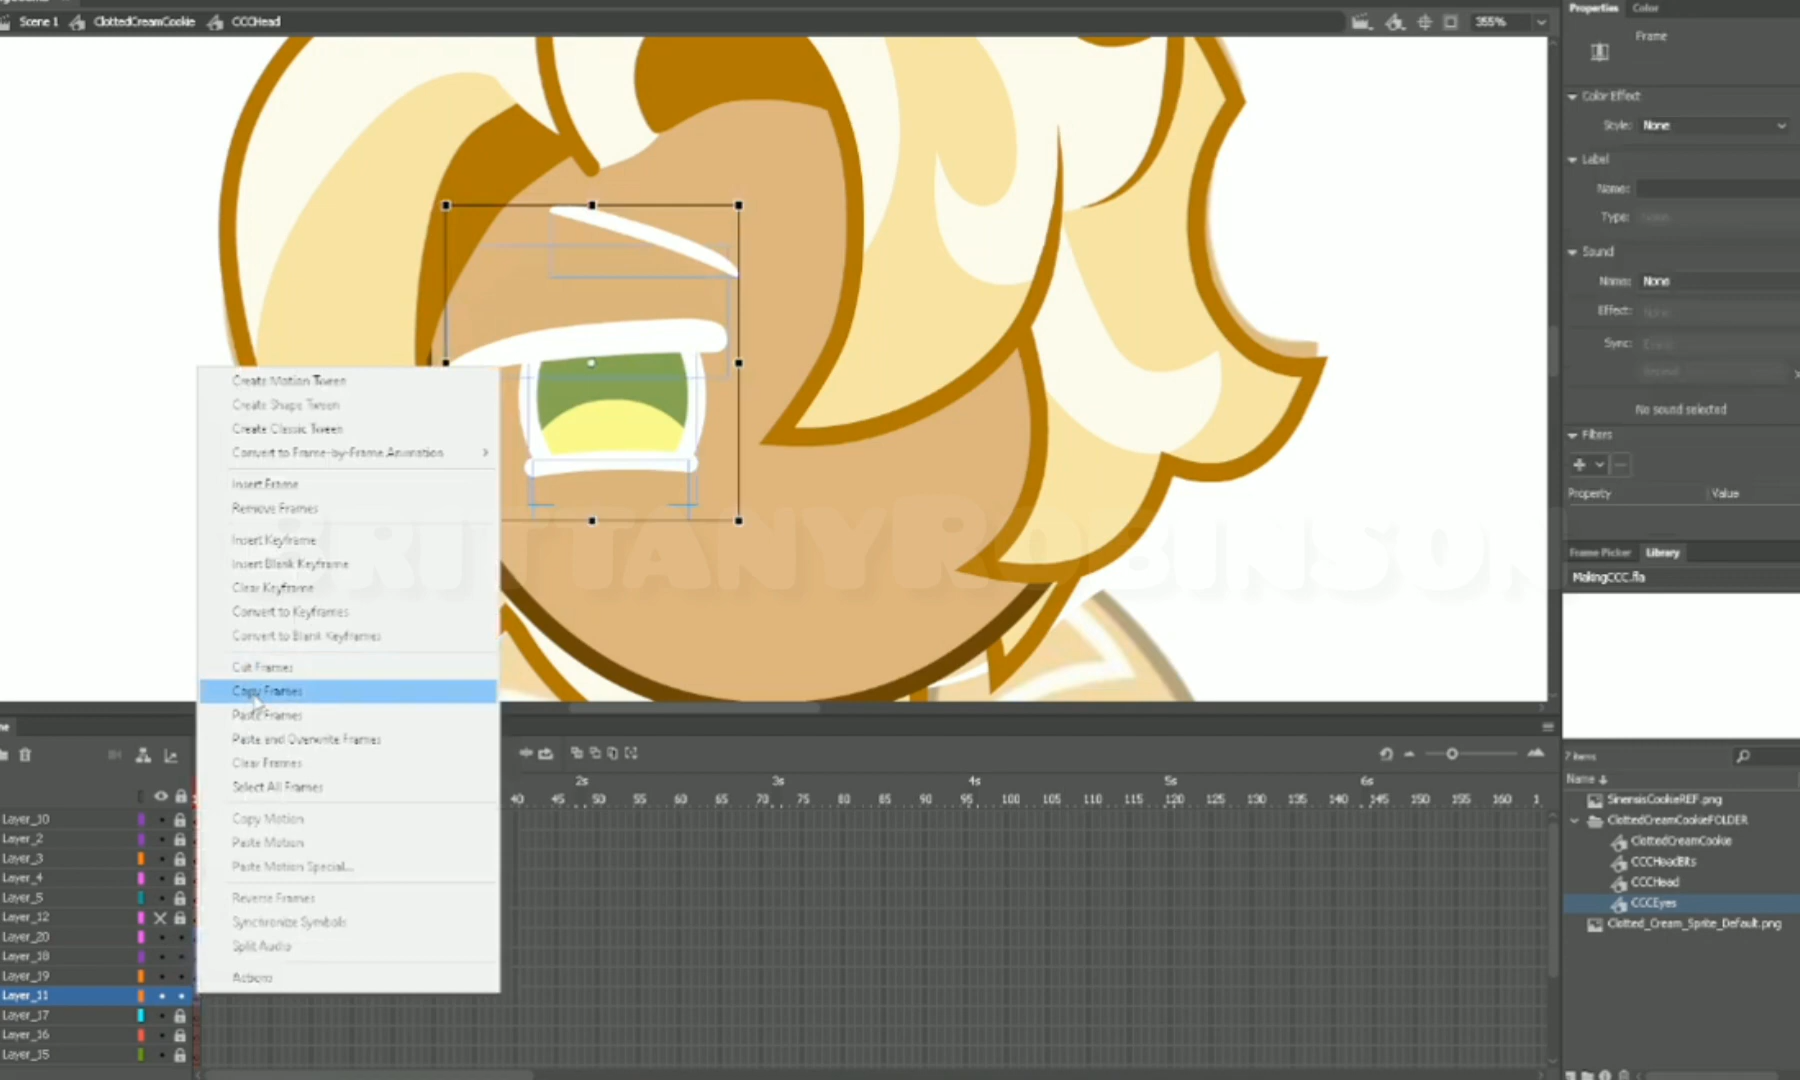 Properties Color
Scene 1 ClottedCreamCookie CCCHead 355%
Frame
Color Effect
Style: None
Label
Name:
Type:
Sound
Name: None
Effect: None
Sync:
No sound selected
Filters
Property Value
Frame Picker Library
MakingCCC.fla
Create Motion Tween
Create Shape Tween
Create Classic Tween
Convert to Frame-by-Frame Animation
Insert Frame
Remove Frames
Insert Keyframe
Insert Blank Keyframe
Clear Keyframe
Convert to Keyframes
Convert to Blank Keyframes
Cut Frames
Copy Frames
Paste Frames
Paste and Overwrite Frames
Clear Frames
Select All Frames
Copy Motion
Paste Motion
Paste Motion Special...
Reverse Frames
Synchronize Symbols
Split Audio
Actions
BRITTANYROBINSON
2s 3s 4s 5s 6s
40 45 50 55 60 65 70 75 80 85 90 95 100 105 110 115 120 125 130 135 140 145 150 155 160 1
Layer_10
Layer_2
Layer_3
Layer_4
Layer_5
Layer_12
Layer_20
Layer_18
Layer_19
Layer_11
Layer_17
Layer_16
Layer_15
7 items
Name
SinensisCookieREF.png
ClottedCreamCookieFOLDER
ClottedCreamCookie
CCCHeadBits
CCCHead
CCCEyes
Clotted_Cream_Sprite_Default.png